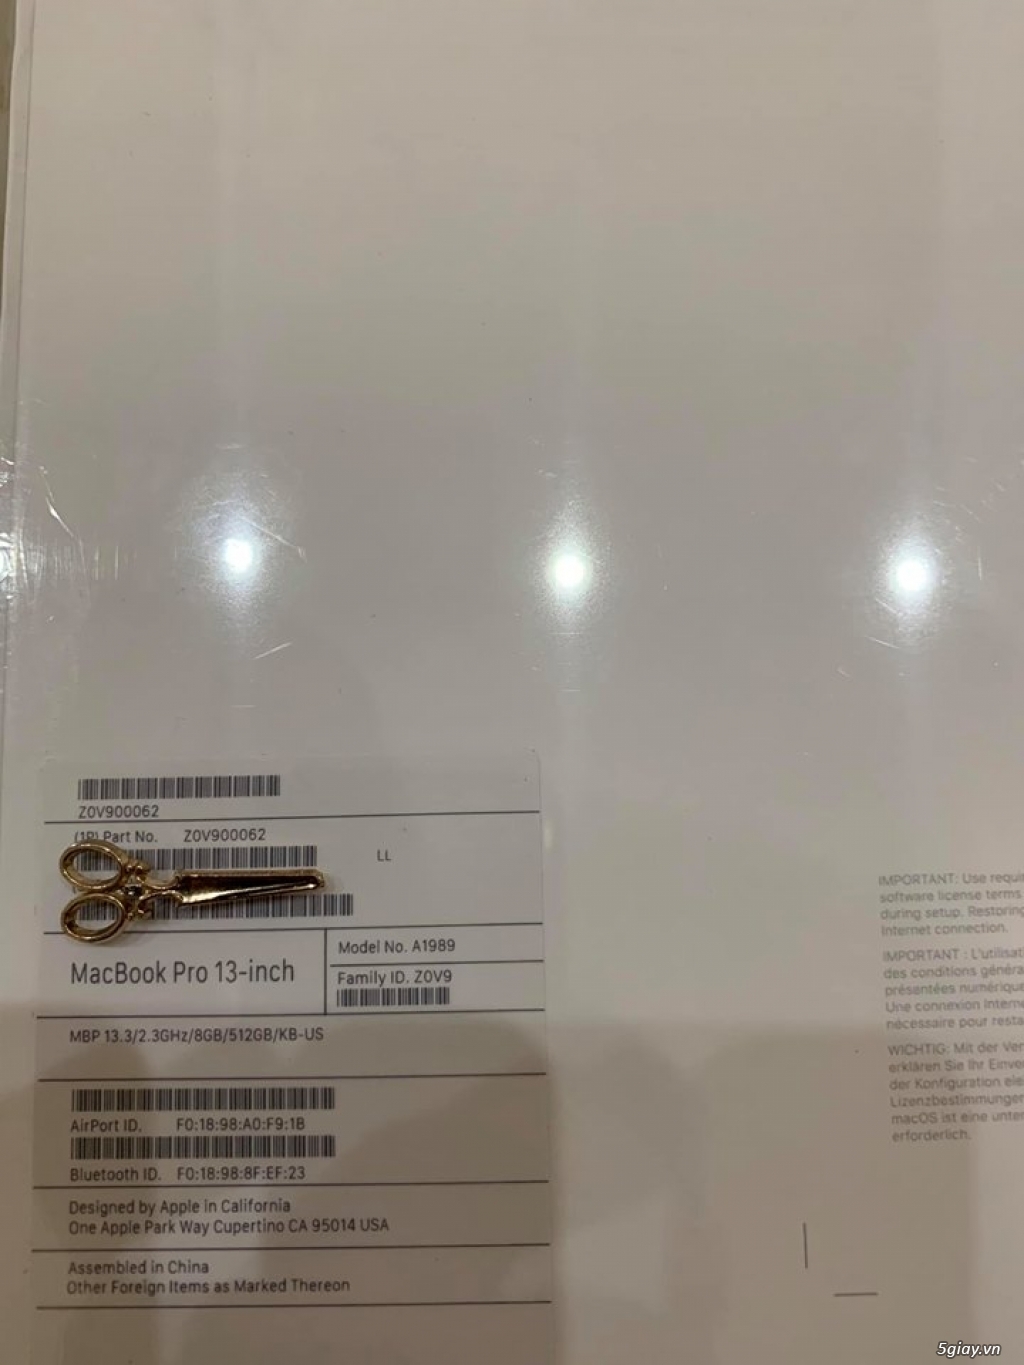 Z0V900062
(1P) Part No. Z0V900062
LL
Model No. A1989
MacBook Pro 13-inch
Family ID. Z0V9
MBP 13.3/2.3GHz/8GB/512GB/KB-US
AirPort ID. F0:18:98:A0:F9:1B
Bluetooth ID. F0:18:98:8F:EF:23
Designed by Apple in California
One Apple Park Way Cupertino CA 95014 USA
Assembled in China
Other Foreign Items as Marked Thereon
IMPORTANT: Use requi
software license terms
during setup. Restoring
Internet connection.
IMPORTANT : L'utilisat
des conditions généra
présentées numérique
Une connexion Interne
nécessaire pour resta
WICHTIG: Mit der Ver
erklären Sie Ihr Einve
der Konfiguration ele
Lizenzbestimmungen
macOS ist eine unter
erforderlich.
5giay.vn